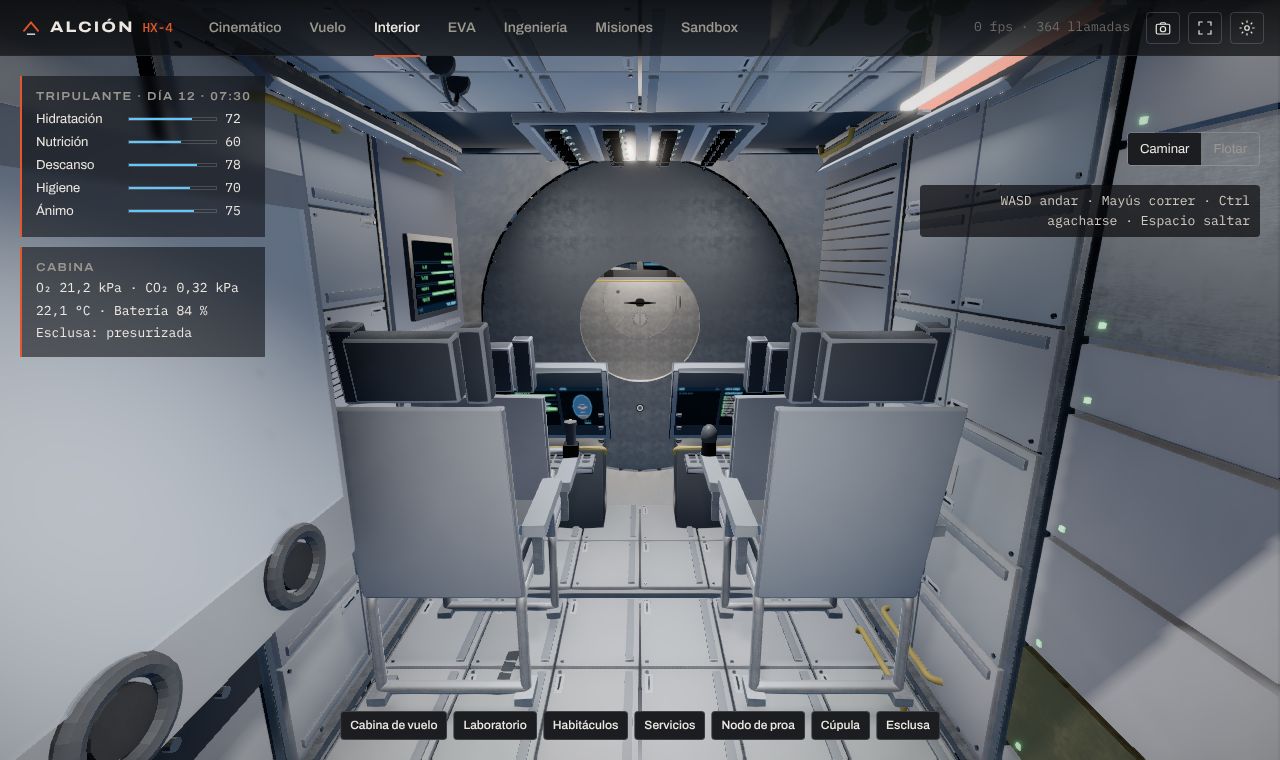 ALCIÓN HX-4
Cinemático
Vuelo
Interior
EVA
Ingeniería
Misiones
Sandbox
0 fps · 364 llamadas
TRIPULANTE · DÍA 12 · 07:30
Hidratación 72
Nutrición 60
Descanso 78
Higiene 70
Ánimo 75
CABINA
O₂ 21,2 kPa · CO₂ 0,32 kPa
22,1 °C · Batería 84 %
Esclusa: presurizada
Caminar
Flotar
WASD andar · Mayús correr · Ctrl
agacharse · Espacio saltar
Cabina de vuelo
Laboratorio
Habitáculos
Servicios
Nodo de proa
Cúpula
Esclusa